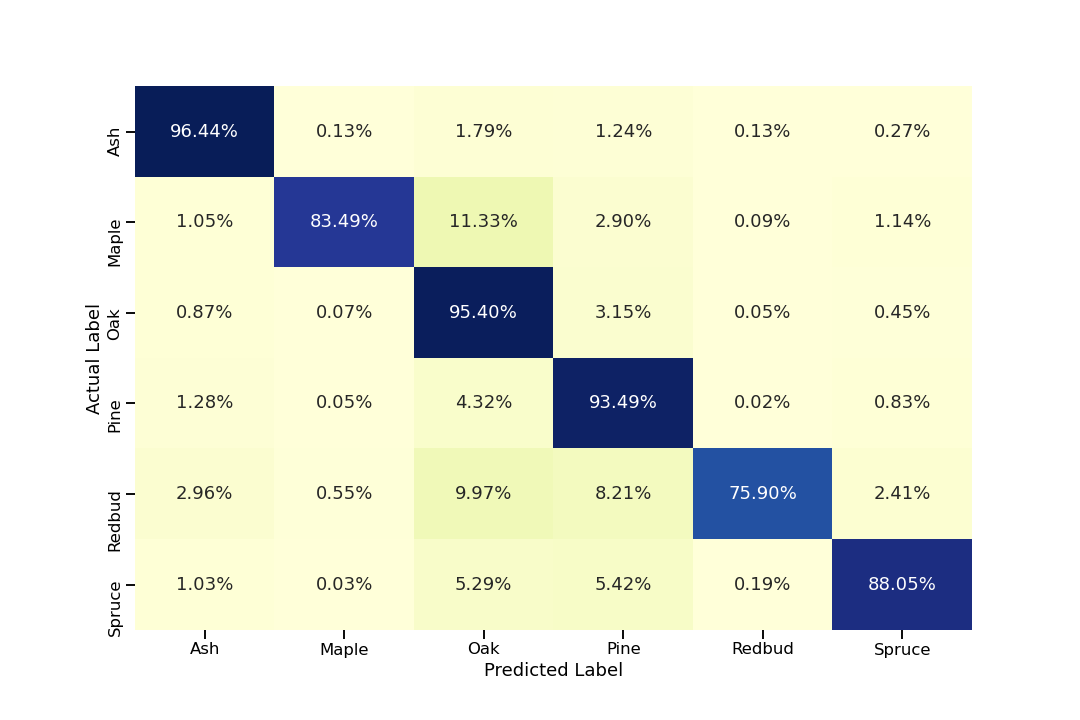 Actual Label
Ash 96.44% 0.13% 1.79% 1.24% 0.13% 0.27%
Maple 1.05% 83.49% 11.33% 2.90% 0.09% 1.14%
Oak 0.87% 0.07% 95.40% 3.15% 0.05% 0.45%
Pine 1.28% 0.05% 4.32% 93.49% 0.02% 0.83%
Redbud 2.96% 0.55% 9.97% 8.21% 75.90% 2.41%
Spruce 1.03% 0.03% 5.29% 5.42% 0.19% 88.05%
Ash Maple Oak Pine Redbud Spruce
Predicted Label